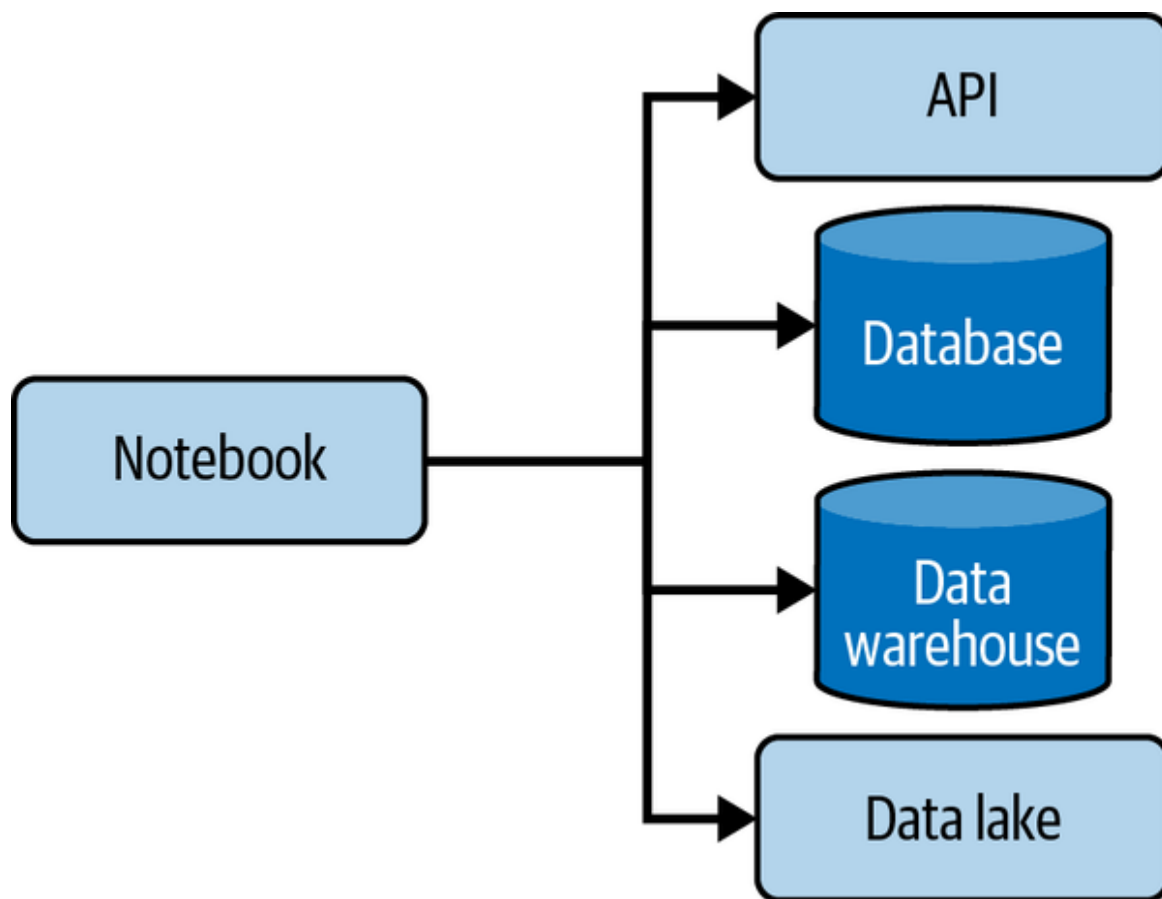 API
Database
Notebook
Data
warehouse
Data lake